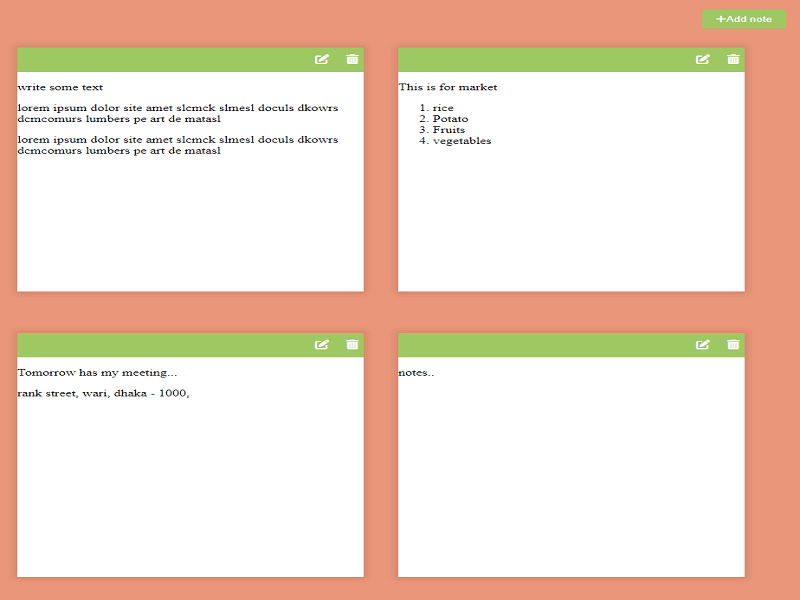 +Add note
write some text
lorem ipsum dolor site amet slcmck slmesl doculs dkowrs
dcmcomurs lumbers pe art de matasl
lorem ipsum dolor site amet slcmck slmesl doculs dkowrs
dcmcomurs lumbers pe art de matasl
This is for market
1. rice
2. Potato
3. Fruits
4. vegetables
Tomorrow has my meeting...
rank street, wari, dhaka - 1000,
notes..